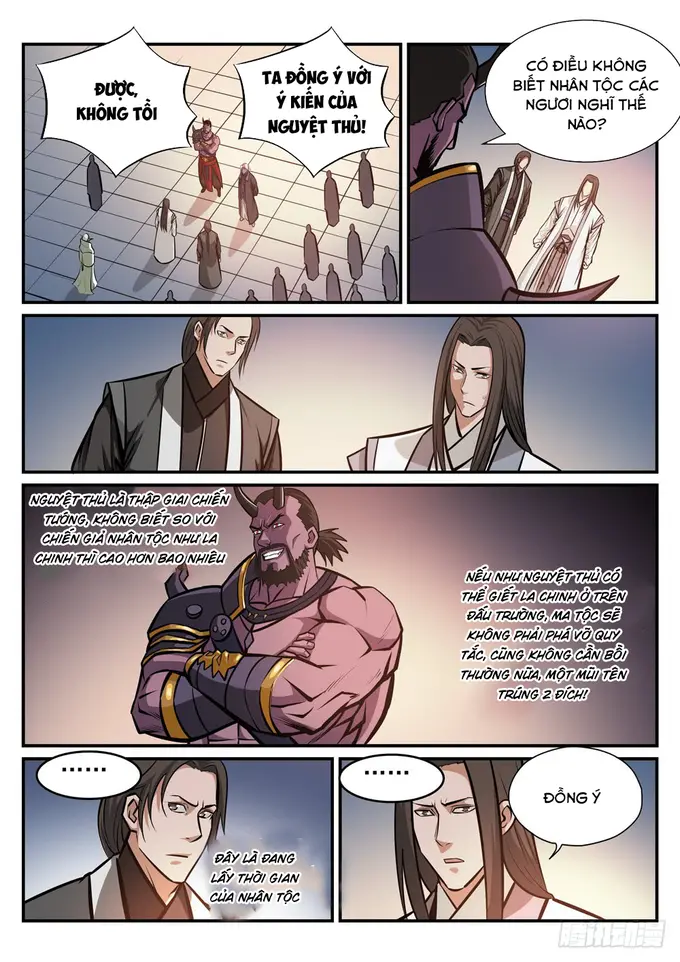 ĐƯỢC,
KHÔNG TỒI
TA ĐỒNG Ý VỚI
Ý KIẾN CỦA
NGUYỆT THỦ!
CÓ ĐIỀU KHÔNG
BIẾT NHÂN TỘC CÁC
NGƯƠI NGHĨ THẾ
NÀO?
NGUYỆT THỦ LÀ THẬP GIAI CHIẾN
TƯỚNG, KHÔNG BIẾT SO VỚI
CHIẾN GIẢ NHÂN TỘC NHƯ LA
CHINH THÌ CAO HƠN BAO NHIÊU
NẾU NHƯ NGUYỆT THỦ CÓ
THỂ GIẾT LA CHINH Ở TRÊN
ĐẤU TRƯỜNG, MA TỘC SẼ
KHÔNG PHẢI PHÁ VỠ QUY
TẮC, CŨNG KHÔNG CẦN BỒI
THƯỜNG NỮA, MỘT MŨI TÊN
TRÚNG 2 ĐÍCH!
......
ĐÂY LÀ ĐANG
LẤY THỜI GIAN
CỦA NHÂN TỘC
......
ĐỒNG Ý